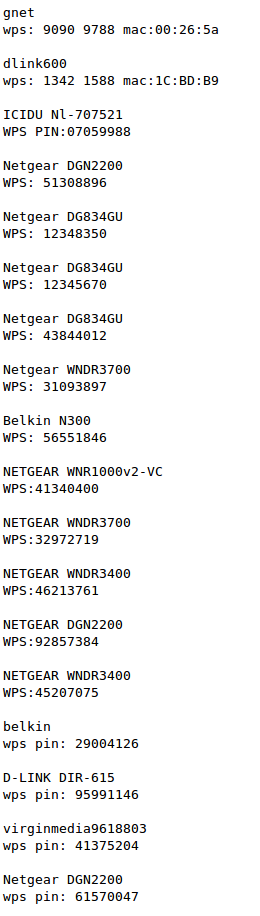 gnet
wps: 9090 9788 mac:00:26:5a
dlink600
wps: 1342 1588 mac:1C:BD:B9
ICIDU Nl-707521
WPS PIN:07059988
Netgear DGN2200
WPS: 51308896
Netgear DG834GU
WPS: 12348350
Netgear DG834GU
WPS: 12345670
Netgear DG834GU
WPS: 43844012
Netgear WNDR3700
WPS: 31093897
Belkin N300
WPS: 56551846
NETGEAR WNR1000v2-VC
WPS:41340400
NETGEAR WNDR3700
WPS:32972719
NETGEAR WNDR3400
WPS:46213761
NETGEAR DGN2200
WPS:92857384
NETGEAR WNDR3400
WPS:45207075
belkin
wps pin: 29004126
D-LINK DIR-615
wps pin: 95991146
virginmedia9618803
wps pin: 41375204
Netgear DGN2200
wps pin: 61570047